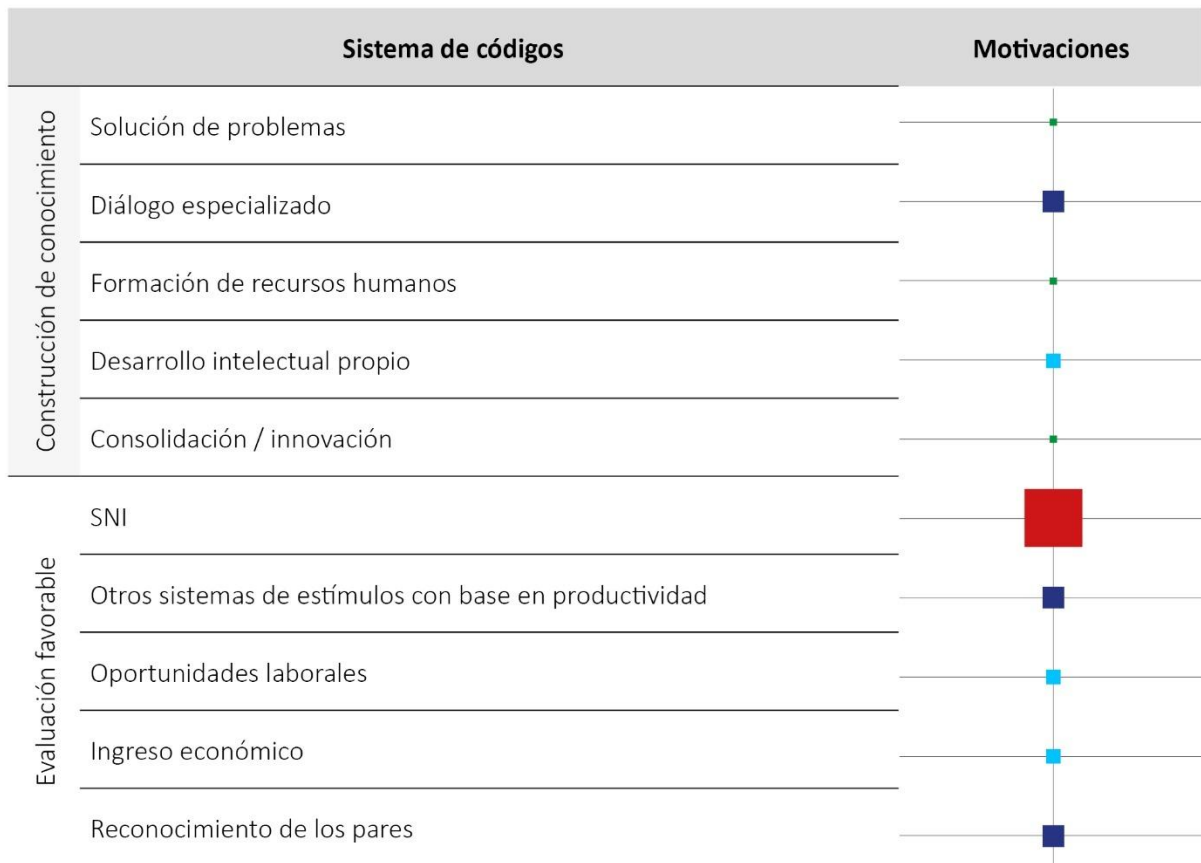 Sistema de códigos
Motivaciones
Construcción de conocimiento
Solución de problemas
Diálogo especializado
Formación de recursos humanos
Desarrollo intelectual propio
Consolidación / innovación
Evaluación favorable
SNI
Otros sistemas de estímulos con base en productividad
Oportunidades laborales
Ingreso económico
Reconocimiento de los pares